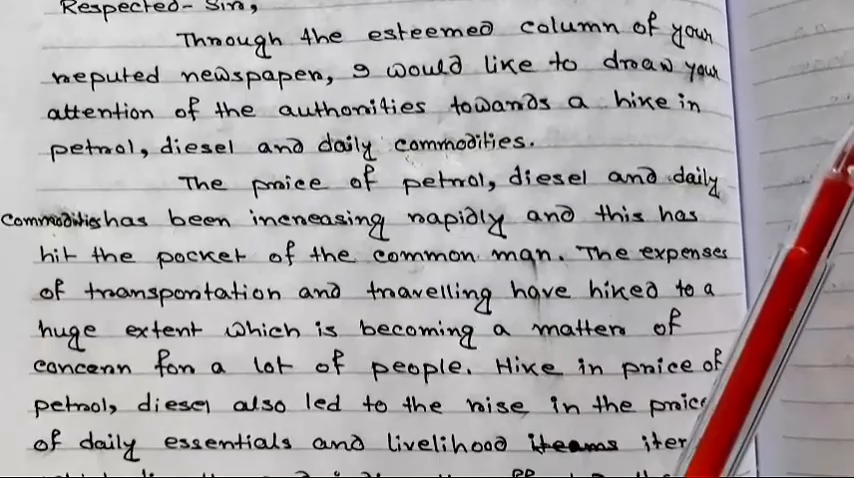 Respected- Sir,
Through the esteemed column of your
reputed newspaper, I would like to draw your
attention of the authorities towards a hike in
petrol, diesel and daily commodities.
The price of petrol, diesel and daily
commodities has been increasing rapidly and this has
hit the pocket of the common man. The expenses
of transportation and travelling have hiked to a
huge extent which is becoming a matter of
concern for a lot of people. Hike in price of
petrol, diesel also led to the rise in the price
of daily essentials and livelihood